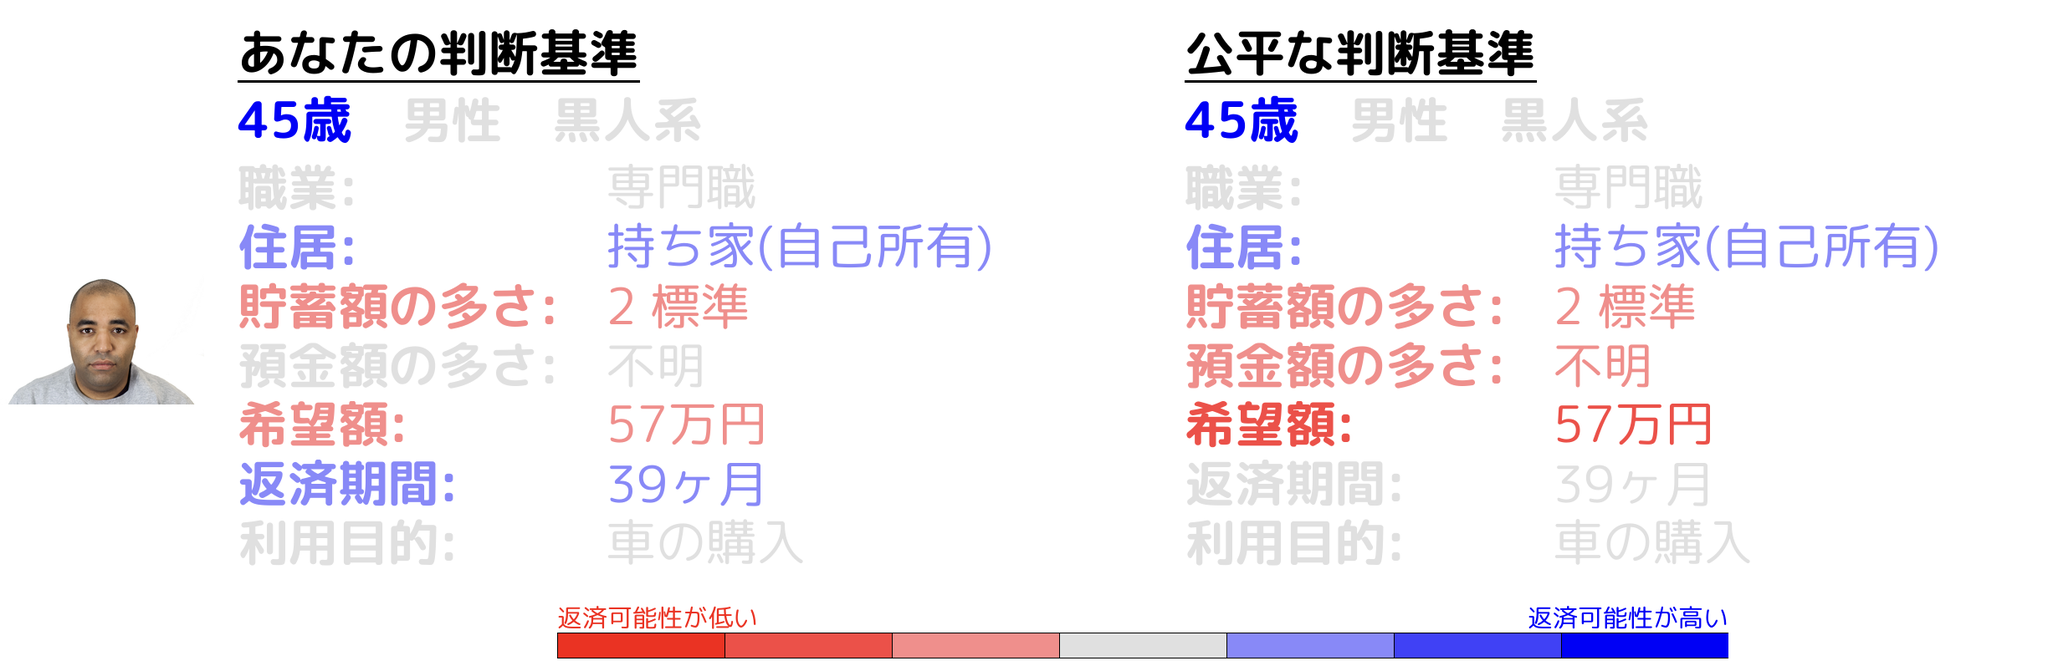 あなたの判断基準
45歳 男性 黒人系
職業: 専門職
住居: 持ち家(自己所有)
貯蓄額の多さ: 2 標準
預金額の多さ: 不明
希望額: 57万円
返済期間: 39ヶ月
利用目的: 車の購入
公平な判断基準
45歳 男性 黒人系
職業: 専門職
住居: 持ち家(自己所有)
貯蓄額の多さ: 2 標準
預金額の多さ: 不明
希望額: 57万円
返済期間: 39ヶ月
利用目的: 車の購入
返済可能性が低い
返済可能性が高い